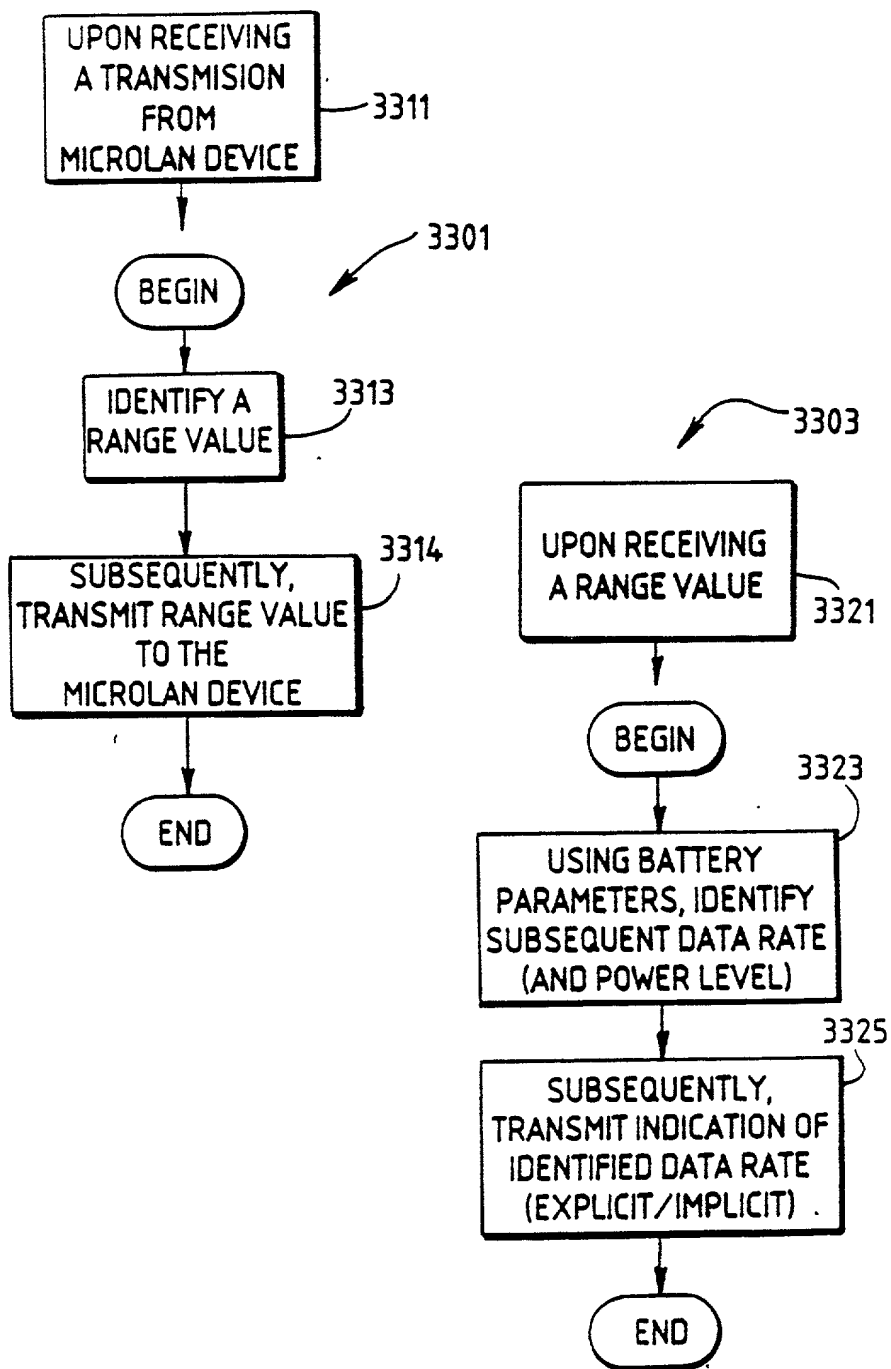 UPON RECEIVING
A TRANSMISION
FROM
MICROLAN DEVICE
3311
3301
BEGIN
IDENTIFY A
RANGE VALUE
3313
SUBSEQUENTLY,
TRANSMIT RANGE VALUE
TO THE
MICROLAN DEVICE
3314
END
3303
UPON RECEIVING
A RANGE VALUE
3321
BEGIN
3323
USING BATTERY
PARAMETERS, IDENTIFY
SUBSEQUENT DATA RATE
(AND POWER LEVEL)
3325
SUBSEQUENTLY,
TRANSMIT INDICATION OF
IDENTIFIED DATA RATE
(EXPLICIT/IMPLICIT)
END